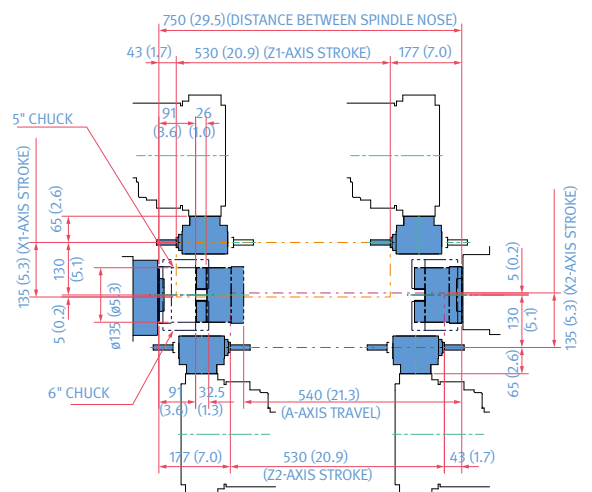 750 (29.5)(DISTANCE BETWEEN SPINDLE NOSE)
43 (1.7)
530 (20.9) (Z1-AXIS STROKE)
177 (7.0)
91
(3.6)
26
(1.0)
5" CHUCK
135 (5.3) (X1-AXIS STROKE)
65 (2.6)
130
(5.1)
5 (0.2)
ø135 (ø5.3)
5 (0.2)
130
(5.1)
65 (2.6)
135 (5.3) (X2-AXIS STROKE)
6" CHUCK
91
(3.6)
32.5
(1.3)
540 (21.3)
(A-AXIS TRAVEL)
177 (7.0)
530 (20.9)
(Z2-AXIS STROKE)
43 (1.7)